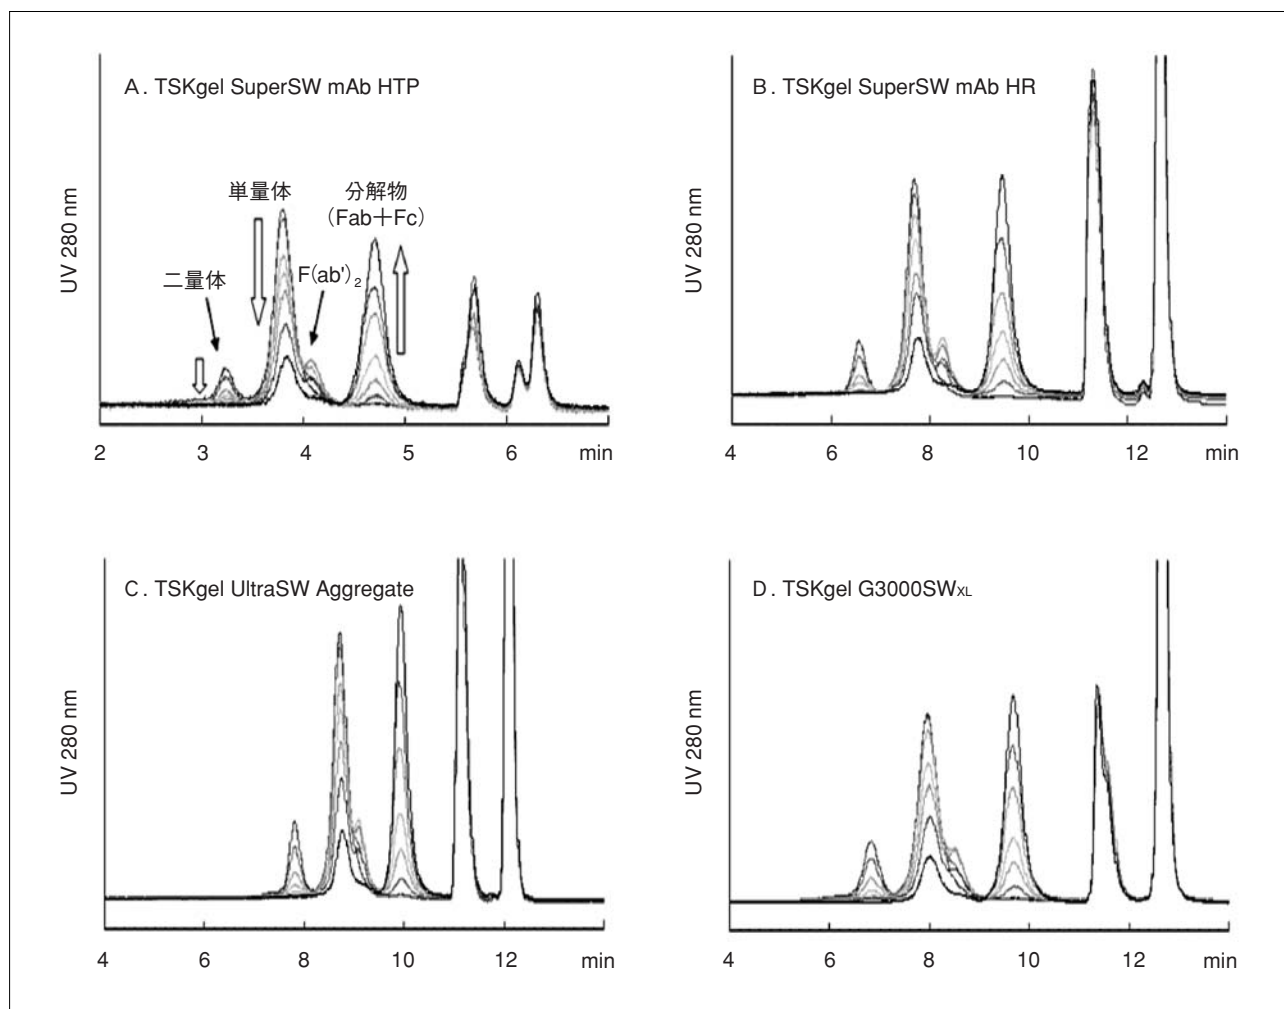 A. TSKgel SuperSW mAb HTP
UV 280 nm
二量体
単量体
F(ab')2
分解物
(Fab+Fc)
2 3 4 5 6 min
B. TSKgel SuperSW mAb HR
UV 280 nm
4 6 8 10 12 min
C. TSKgel UltraSW Aggregate
UV 280 nm
4 6 8 10 12 min
D. TSKgel G3000SWXL
UV 280 nm
4 6 8 10 12 min